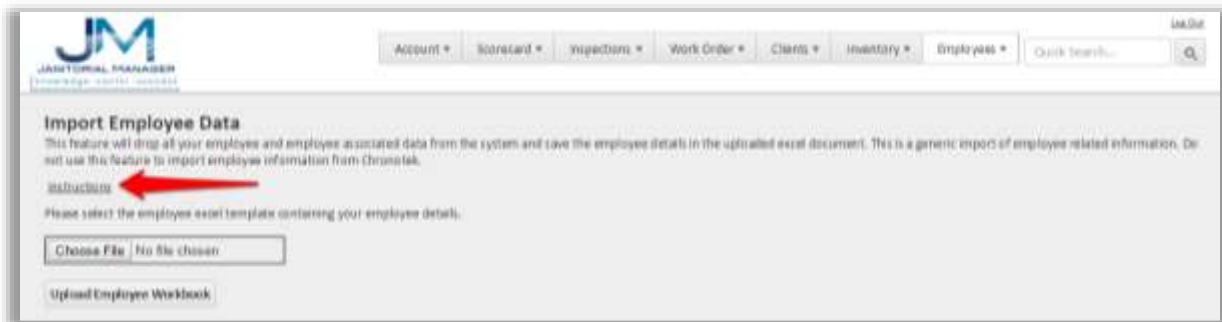 Log Out
JM
JANITORIAL MANAGER
Account Scorecard Inspections Work Order Clients Inventory Employees Quick Search...
Import Employee Data
This feature will drop all your employee and employee associated data from the system and save the employee details in the uploaded excel document. This is a generic import of employee related information. Do
not use this feature to import employee information from Chronotek.
Instructions
Please select the employee excel template containing your employee details.
Choose File No file chosen
Upload Employee Workbook